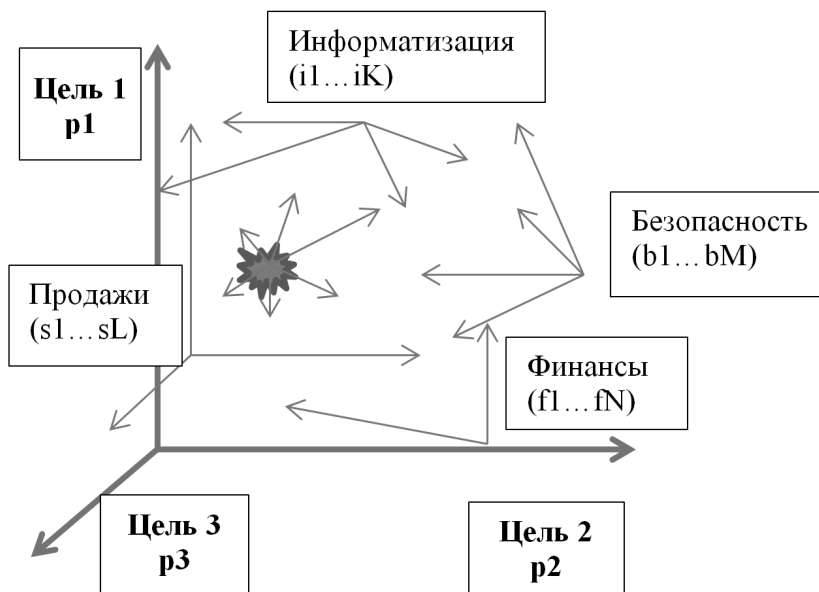 Информатизация
(i1…iK)
Цель 1
p1
Безопасность
(b1…bM)
Продажи
(s1…sL)
Финансы
(f1…fN)
Цель 3
p3
Цель 2
p2